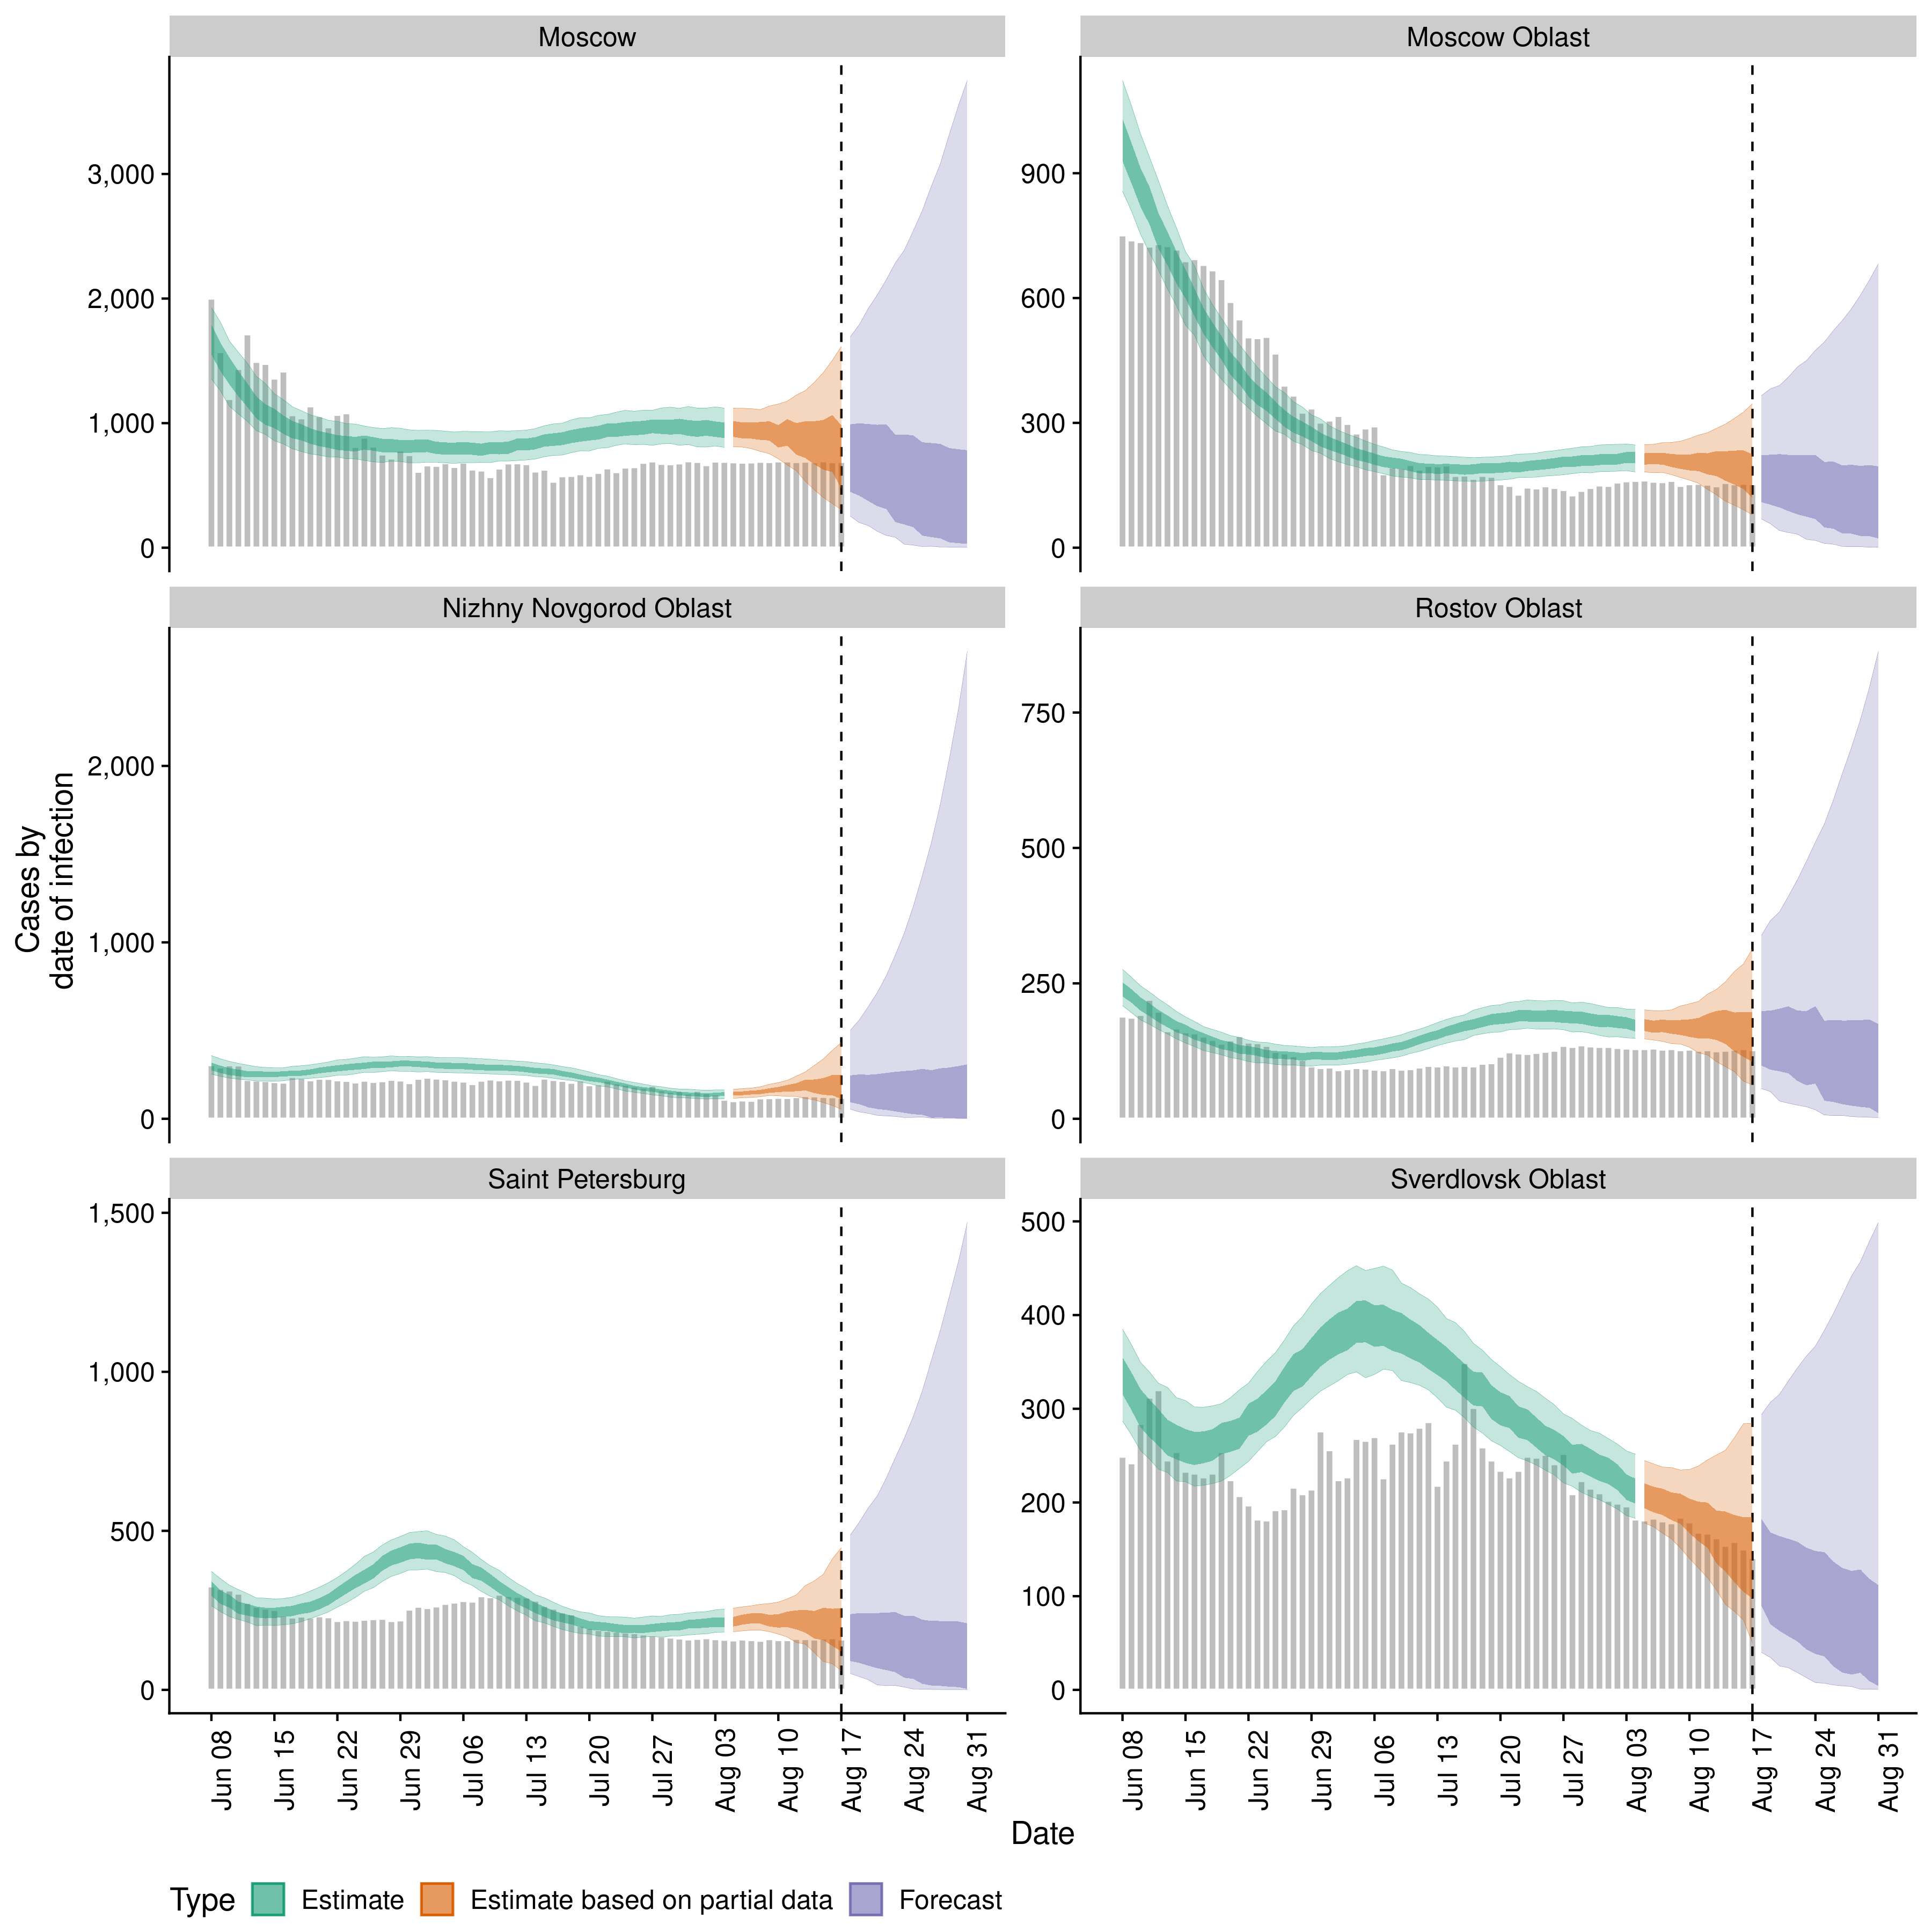 Moscow
Moscow Oblast
3,000
2,000
1,000
0
900
600
300
0
Nizhny Novgorod Oblast
Rostov Oblast
2,000
1,000
0
750
500
250
0
Cases by
date of infection
Saint Petersburg
Sverdlovsk Oblast
1,500
1,000
500
0
500
400
300
200
100
0
Jun 08
Jun 15
Jun 22
Jun 29
Jul 06
Jul 13
Jul 20
Jul 27
Aug 03
Aug 10
Aug 17
Aug 24
Aug 31
Jun 08
Jun 15
Jun 22
Jun 29
Jul 06
Jul 13
Jul 20
Jul 27
Aug 03
Aug 10
Aug 17
Aug 24
Aug 31
Date
Type Estimate Estimate based on partial data Forecast